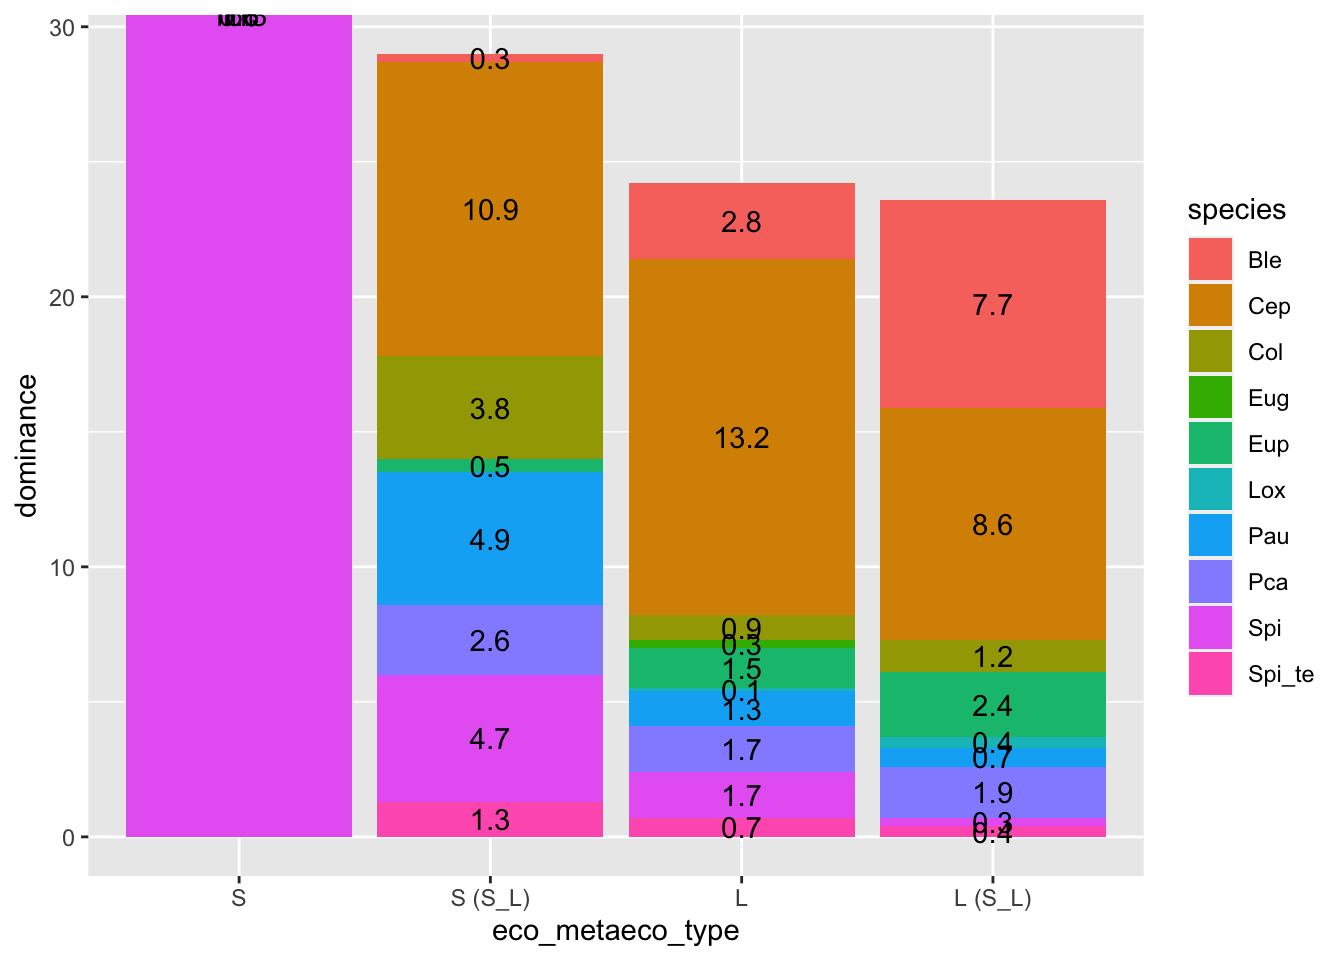 30
20
10
0
dominance
0.3
10.9
3.8
0.5
4.9
2.6
4.7
1.3
2.8
13.2
0.9
0.3
1.5
0.1
1.3
1.7
1.7
0.7
7.7
8.6
1.2
2.4
0.4
0.7
1.9
0.3
0.4
S
S (S_L)
L
L (S_L)
eco_metaeco_type
species
Ble
Cep
Col
Eug
Eup
Lox
Pau
Pca
Spi
Spi_te